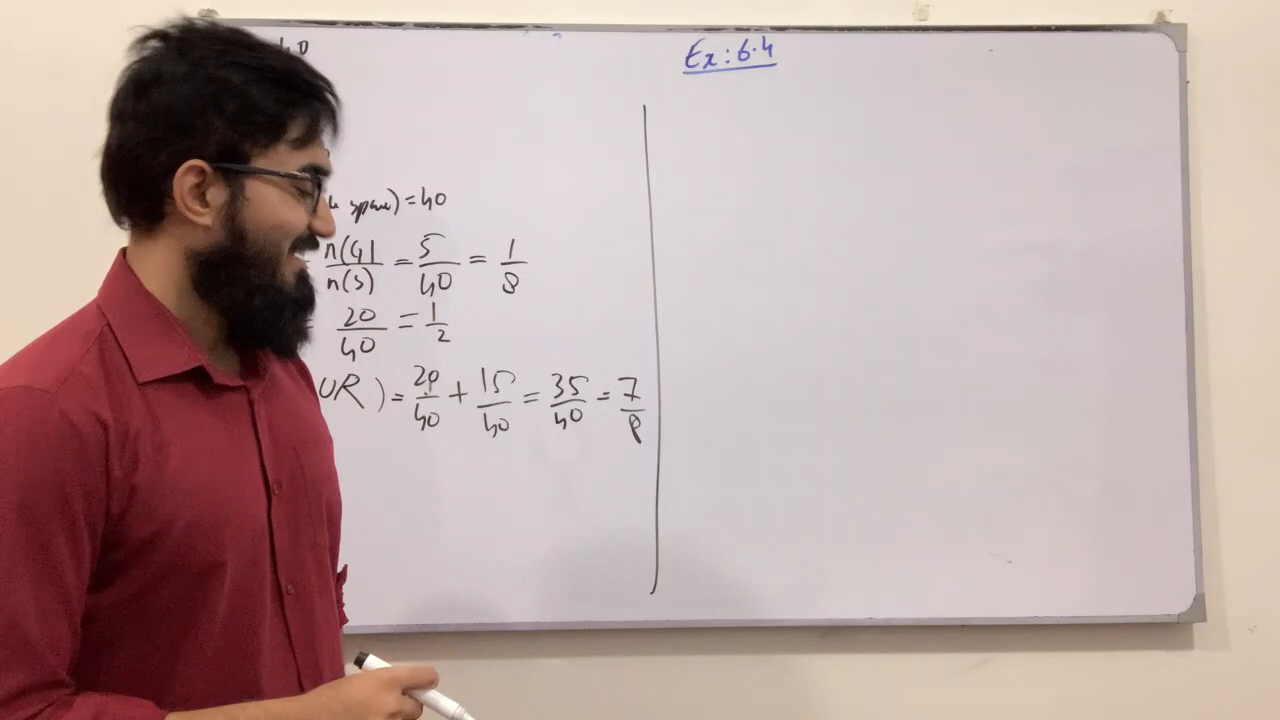 40
Ex: 6.4
space) = 40
n(G) / n(S) = 5/40 = 1/8
20/40 = 1/2
UR) = 20/40 + 15/40 = 35/40 = 7/8